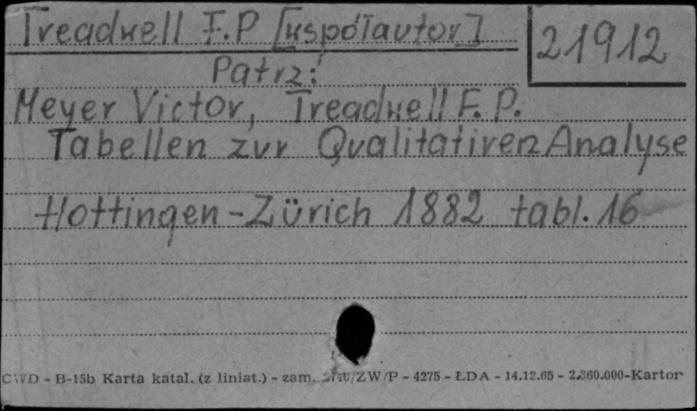 Treadwell F.P [współautor]
21912
Patrz:
Meyer Victor, Treadwell F. P.
Tabellen zur Qualitativen Analyse
Hottingen-Zürich 1882 tabl. 16
CWD - B-15b Karta katal. (z liniat.) - zam. /ZW/P - 4275 - ŁDA - 14.12.65 - 2.360.000-Kartor